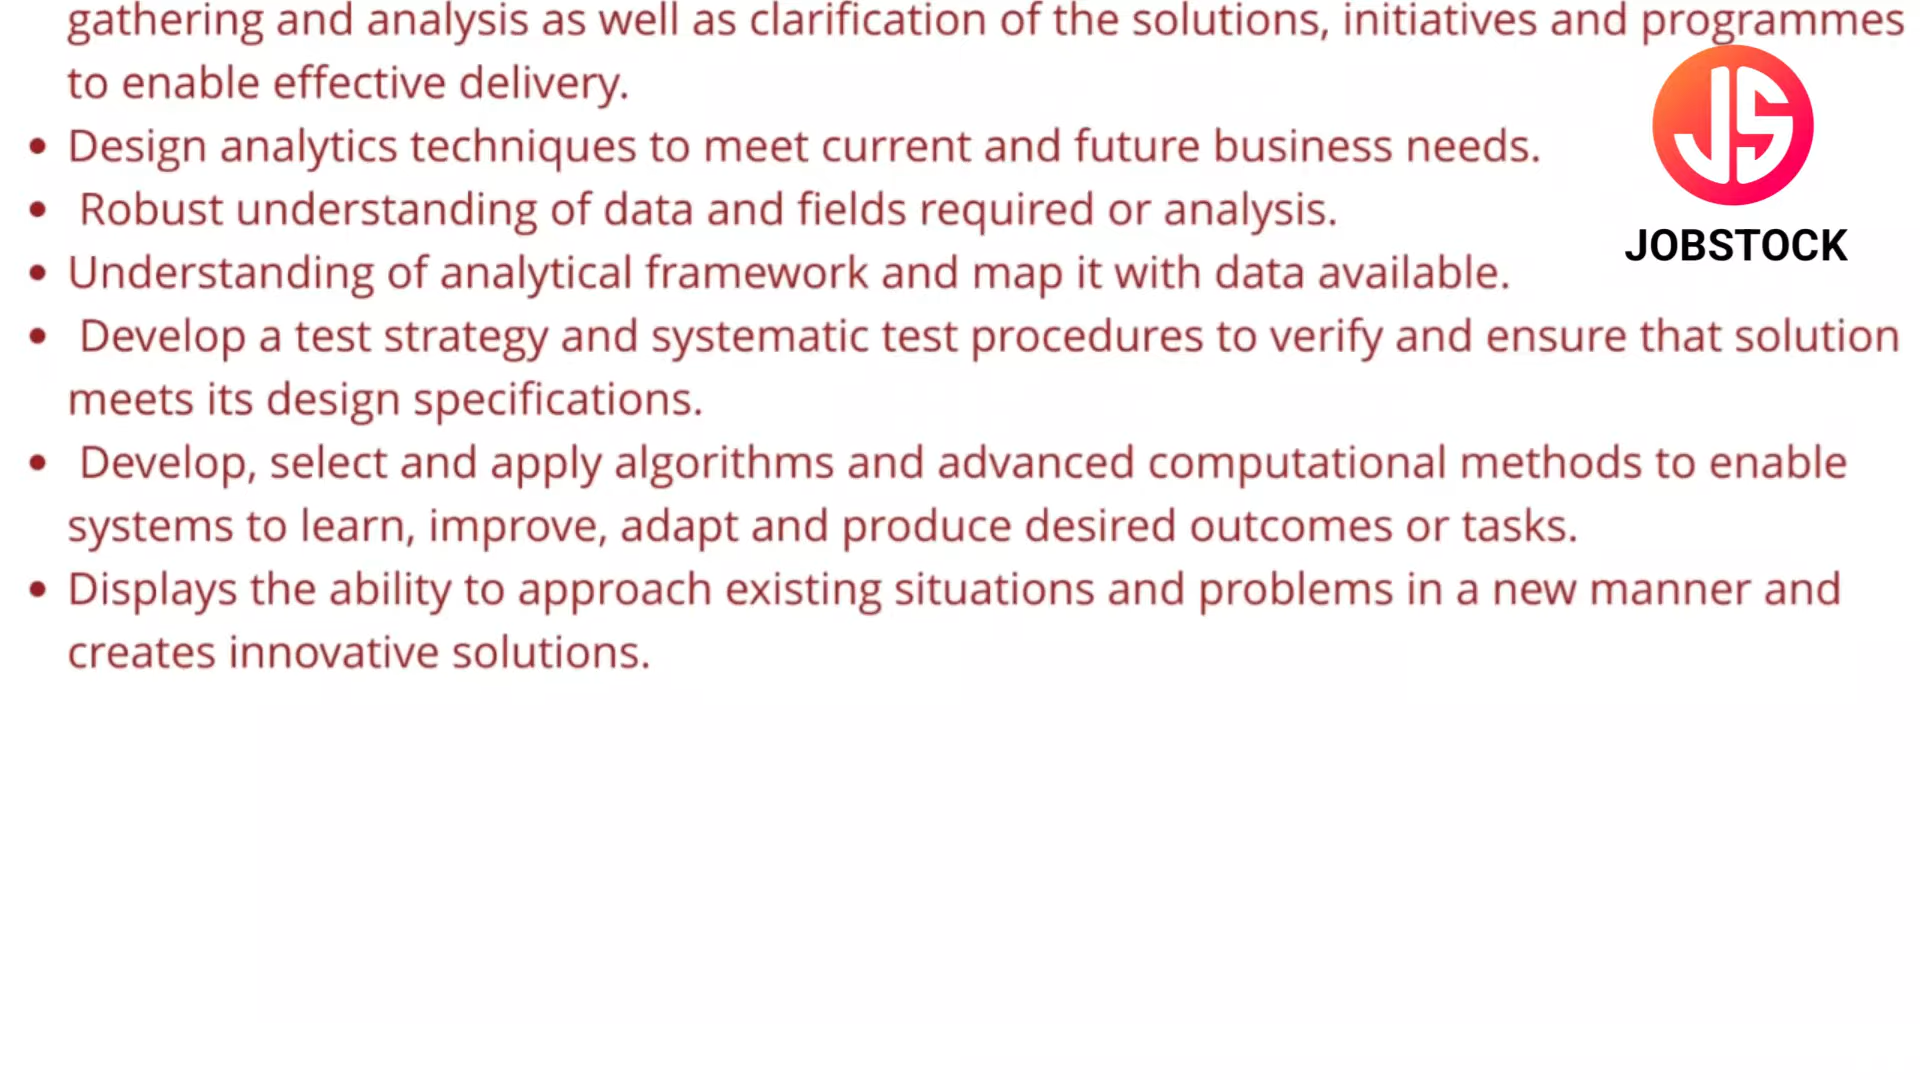 gathering and analysis as well as clarification of the solutions, initiatives and programmes
to enable effective delivery.
• Design analytics techniques to meet current and future business needs.
• Robust understanding of data and fields required or analysis.
• Understanding of analytical framework and map it with data available.
• Develop a test strategy and systematic test procedures to verify and ensure that solution
meets its design specifications.
• Develop, select and apply algorithms and advanced computational methods to enable
systems to learn, improve, adapt and produce desired outcomes or tasks.
• Displays the ability to approach existing situations and problems in a new manner and
creates innovative solutions.
JS
JOBSTOCK